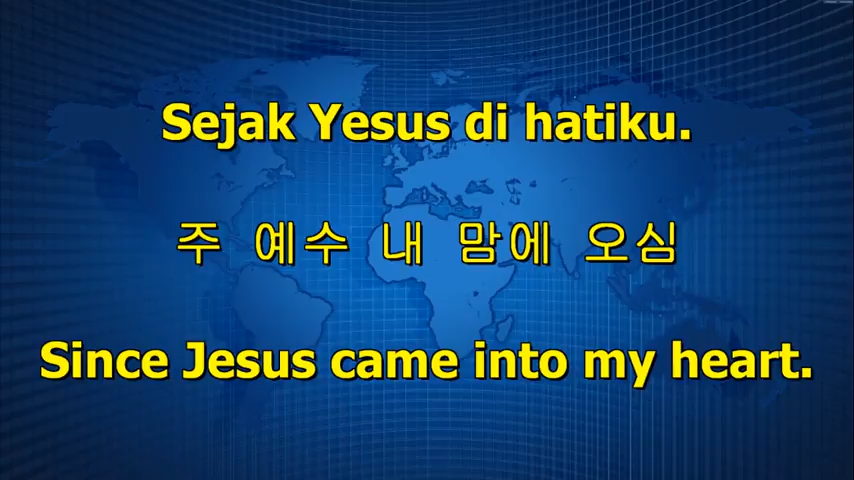 Sejak Yesus di hatiku.
주 예수 내 맘에 오심
Since Jesus came into my heart.